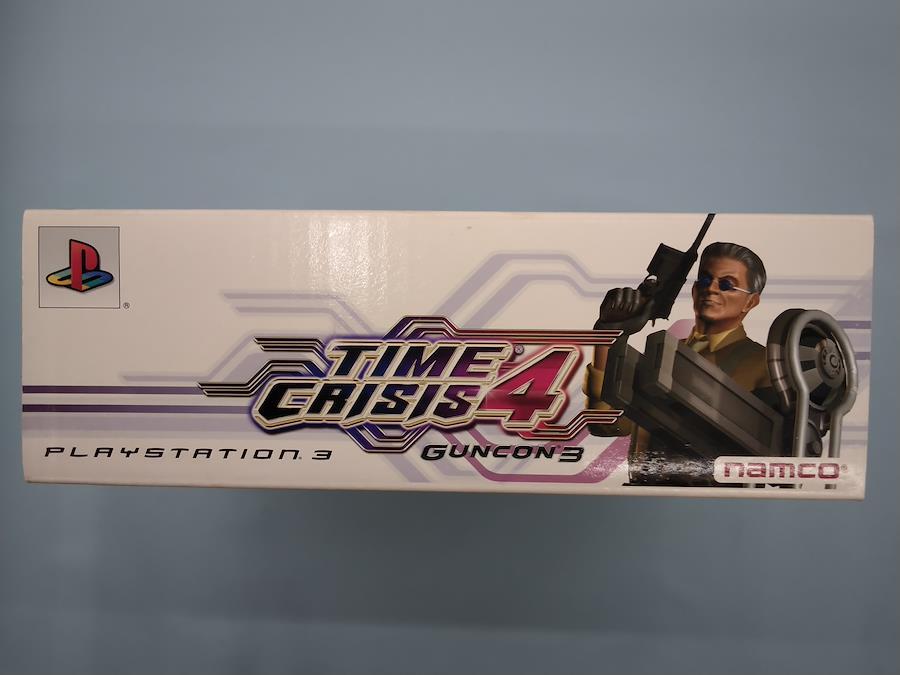 ®
TIME
CRISIS 4®
PLAYSTATION 3
GUNCON 3
namco®